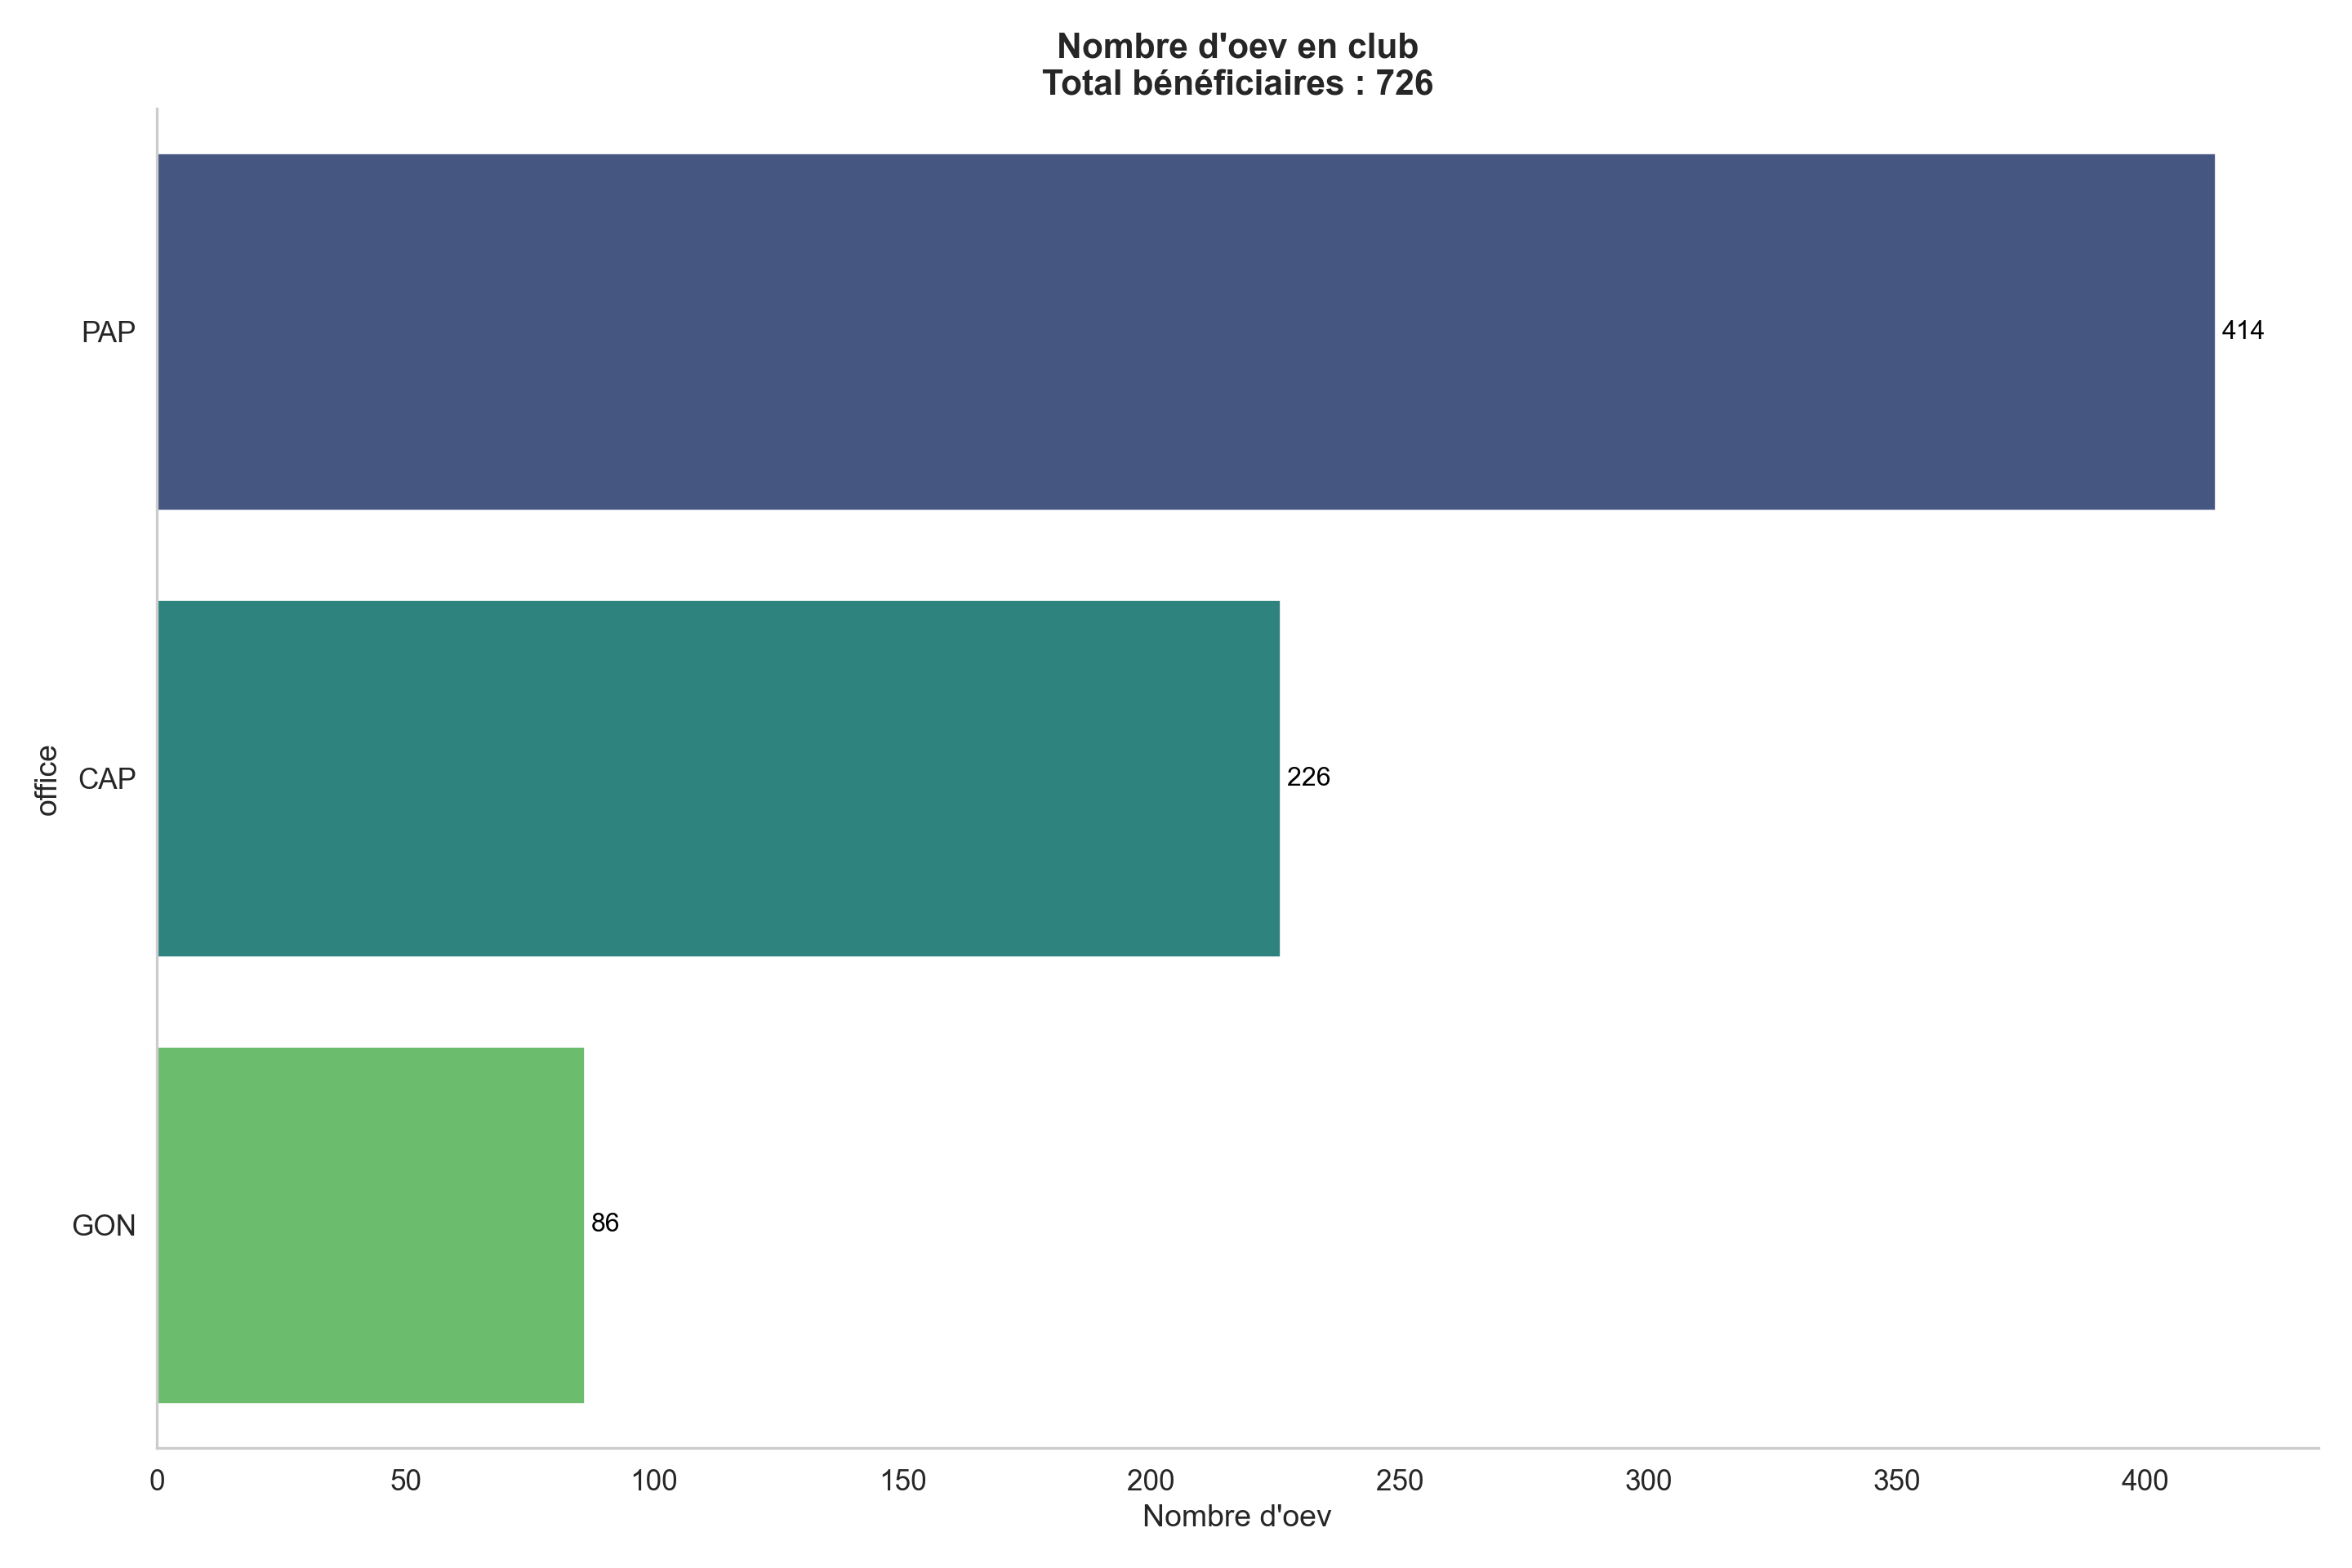 Nombre d'oev en club
Total bénéficiaires : 726
PAP
414
office
CAP
226
GON
86
0 50 100 150 200 250 300 350 400
Nombre d'oev